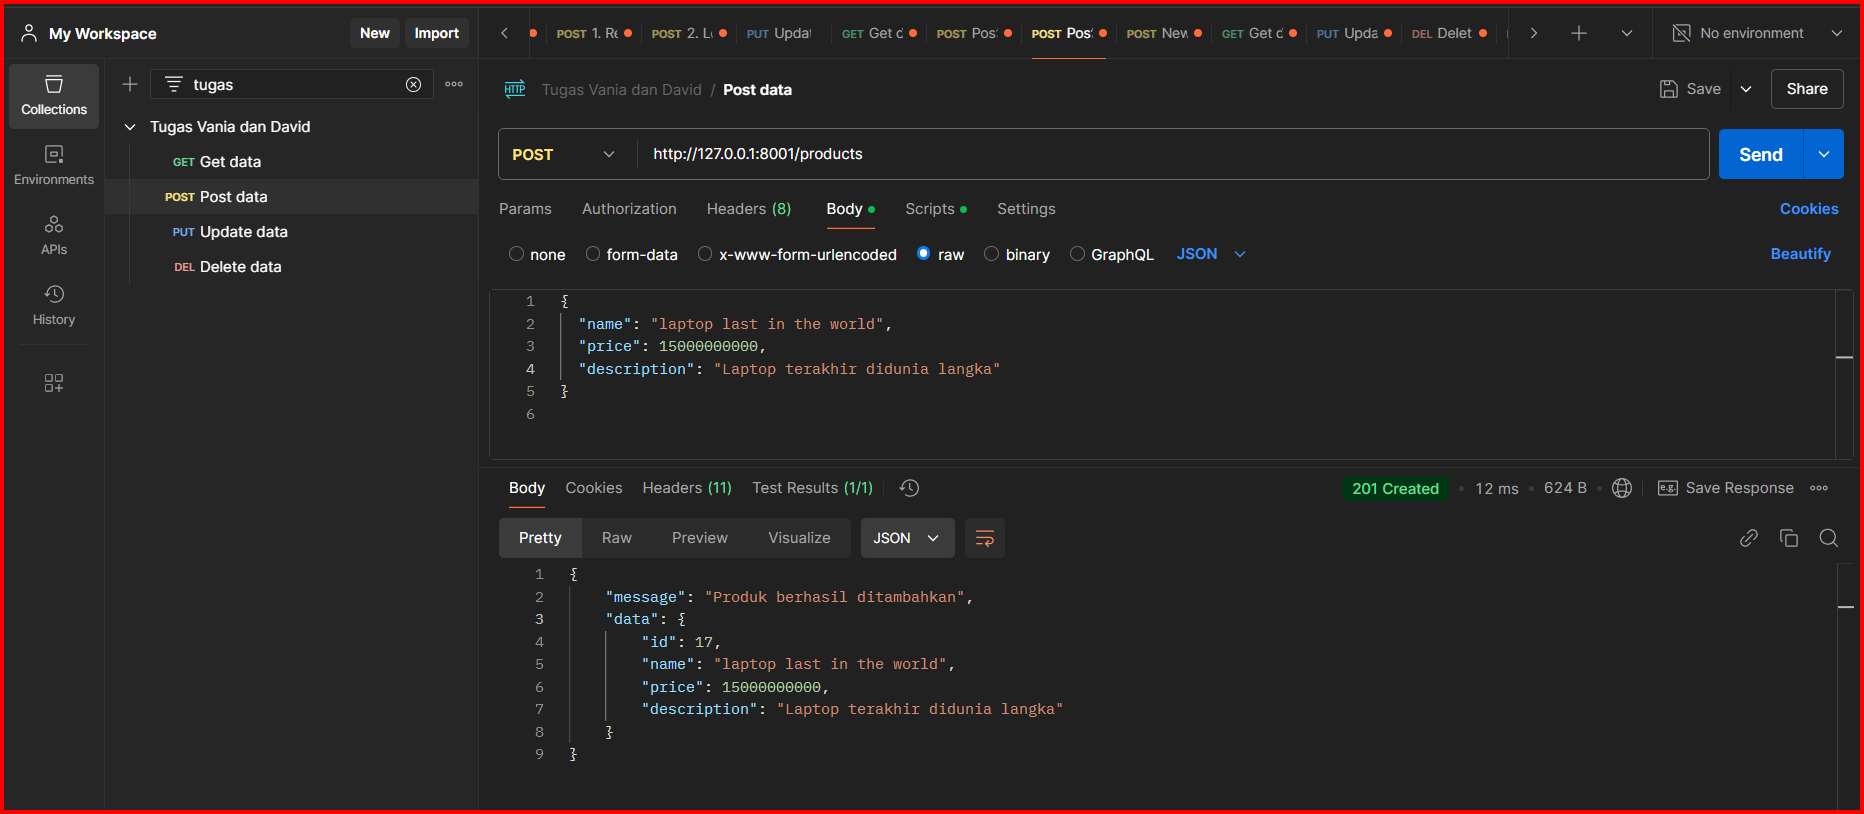 My Workspace
New
Import
POST 1. Re
POST 2. L
PUT Updat
GET Get d
POST Pos
POST Pos
POST New
GET Get d
PUT Upda
DEL Delet
No environment
Collections
Environments
APIs
History
tugas
Tugas Vania dan David
GET Get data
POST Post data
PUT Update data
DEL Delete data
HTTP Tugas Vania dan David / Post data
Save
Share
POST
http://127.0.0.1:8001/products
Send
Params
Authorization
Headers (8)
Body
Scripts
Settings
Cookies
none
form-data
x-www-form-urlencoded
raw
binary
GraphQL
JSON
Beautify
1 {
2 "name": "laptop last in the world",
3 "price": 15000000000,
4 "description": "Laptop terakhir didunia langka"
5 }
6
Body
Cookies
Headers (11)
Test Results (1/1)
201 Created
12 ms
624 B
e.g. Save Response
Pretty
Raw
Preview
Visualize
JSON
1 {
2 "message": "Produk berhasil ditambahkan",
3 "data": {
4 "id": 17,
5 "name": "laptop last in the world",
6 "price": 15000000000,
7 "description": "Laptop terakhir didunia langka"
8 }
9 }